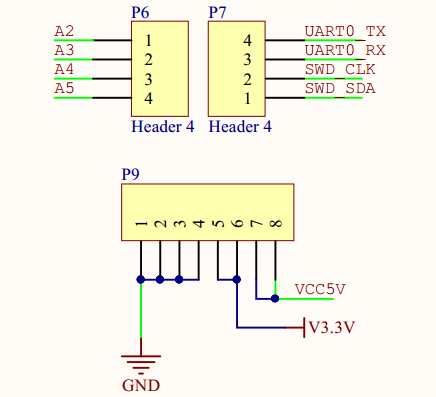 P6 P7
A2 1 4 UART0_TX
A3 2 3 UART0_RX
A4 3 2 SWD_CLK
A5 4 1 SWD_SDA
Header 4 Header 4
P9
1 2 3 4 5 6 7 8
VCC5V
V3.3V
GND